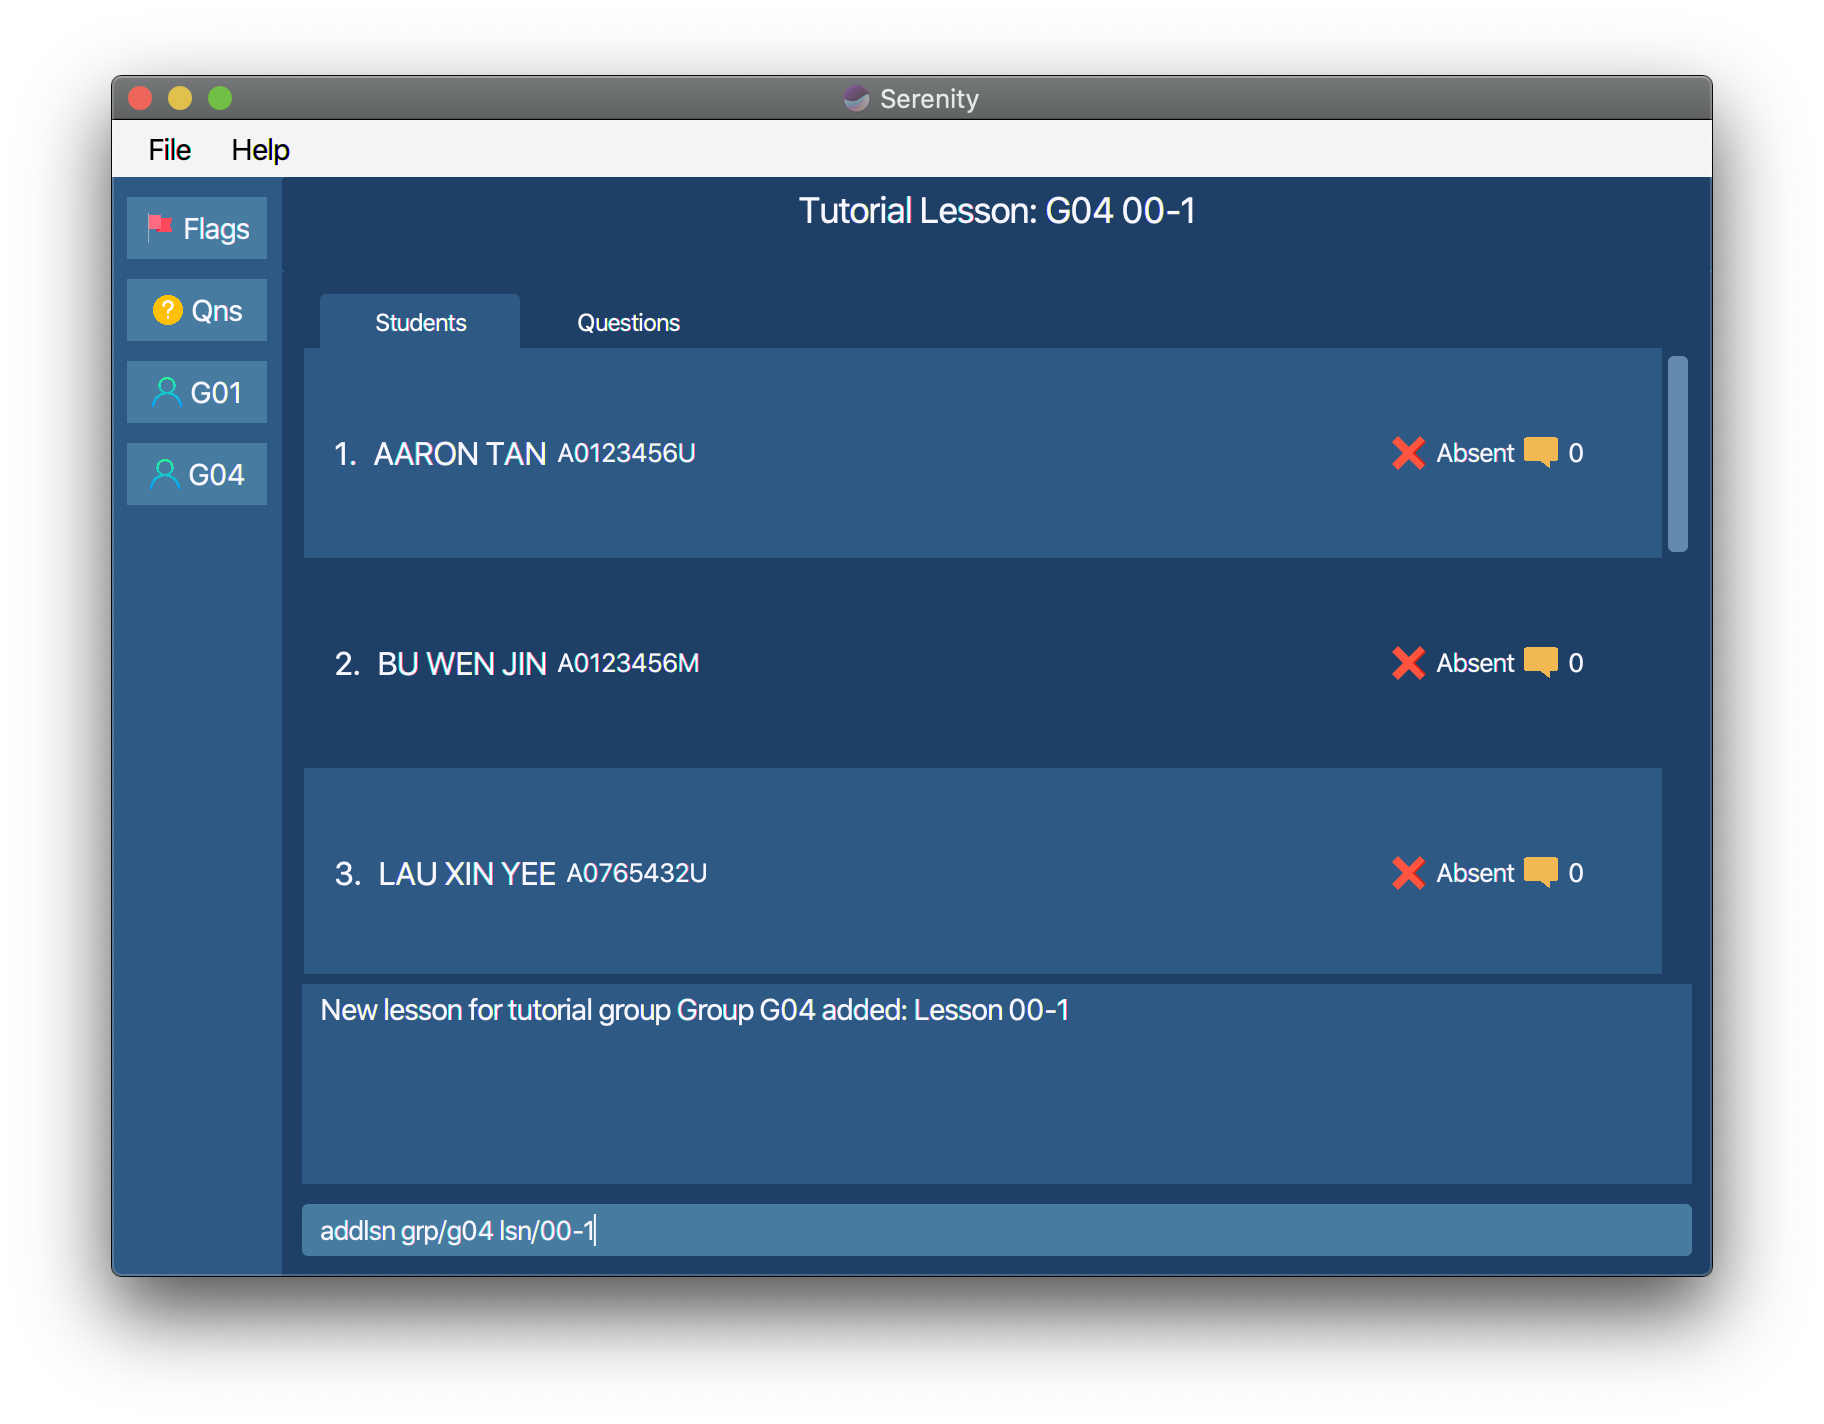 Serenity
File Help
Flags
Qns
G01
G04
Tutorial Lesson: G04 00-1
Students Questions
1. AARON TAN A0123456U Absent 0
2. BU WEN JIN A0123456M Absent 0
3. LAU XIN YEE A0765432U Absent 0
New lesson for tutorial group Group G04 added: Lesson 00-1
addlsn grp/g04 lsn/00-1